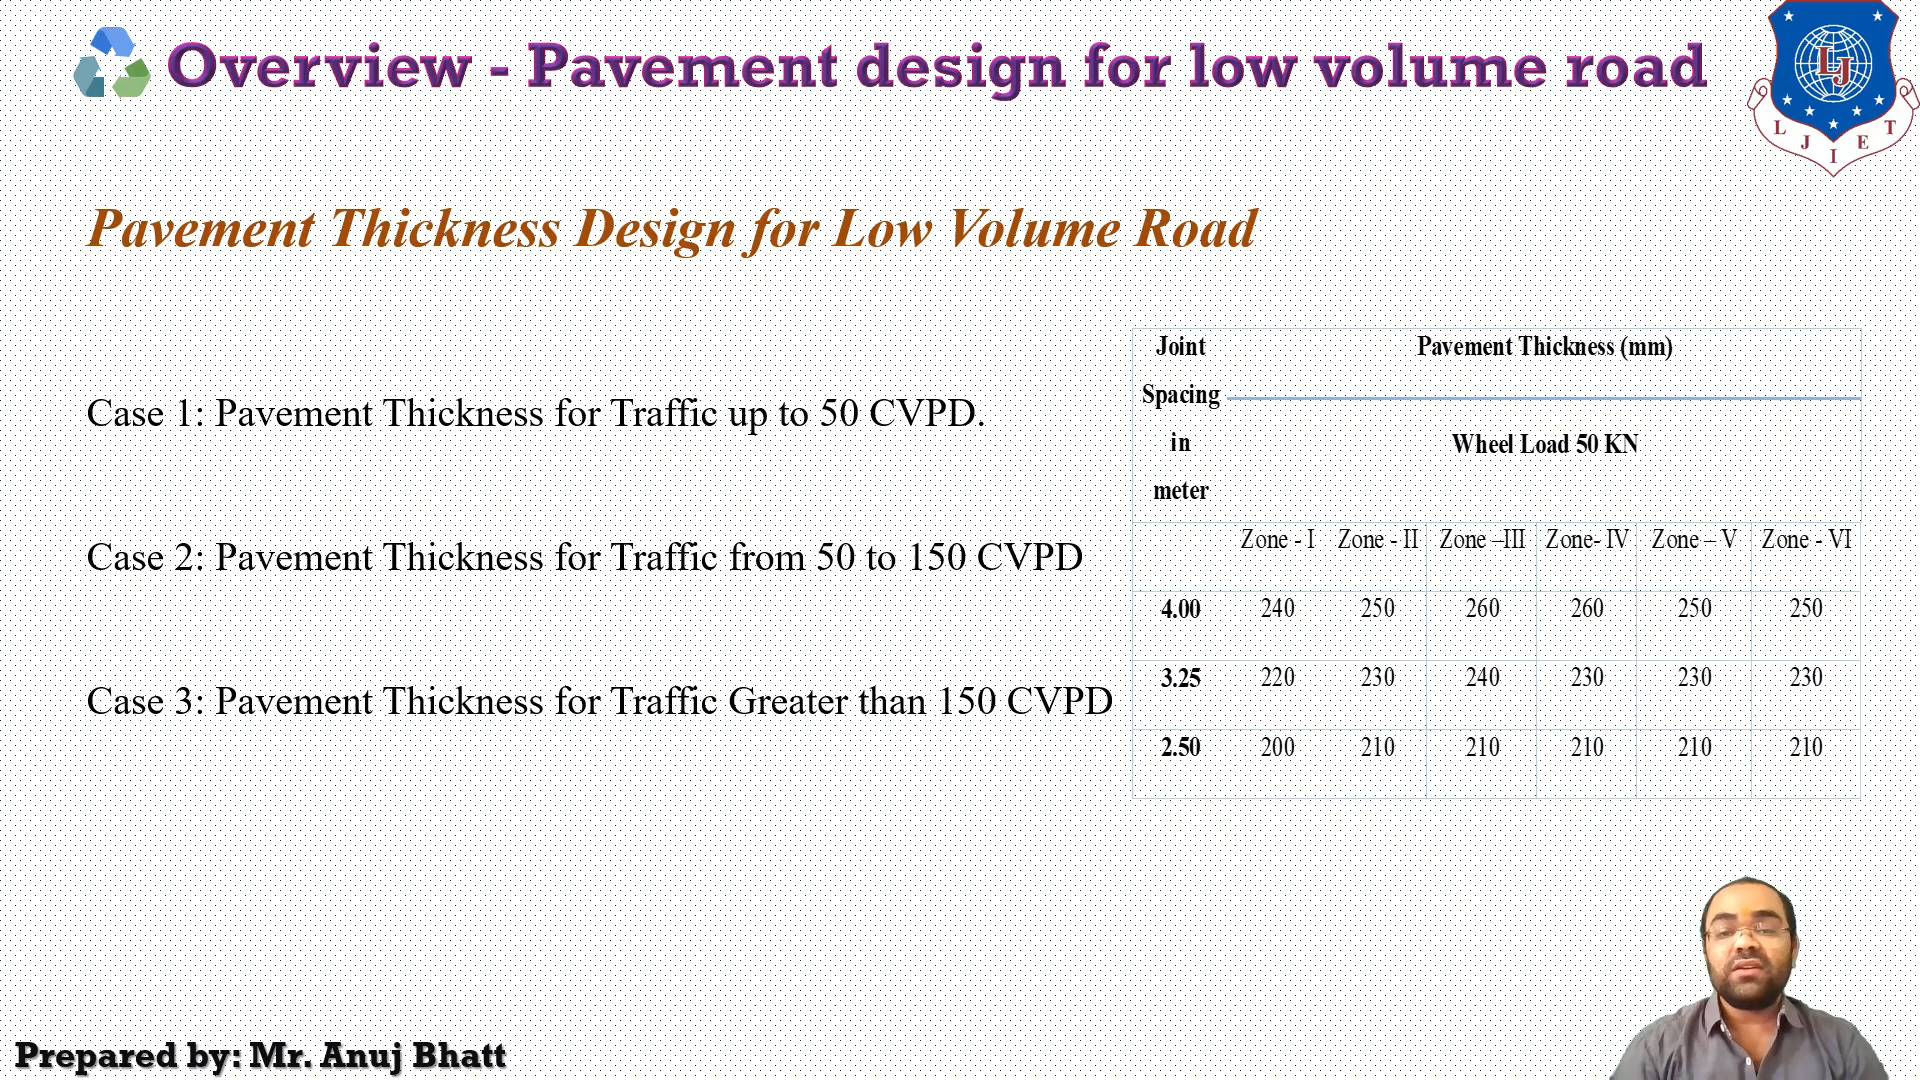 Overview - Pavement design for low volume road
LJ
L J I E T
Pavement Thickness Design for Low Volume Road
Case 1: Pavement Thickness for Traffic up to 50 CVPD.
Case 2: Pavement Thickness for Traffic from 50 to 150 CVPD
Case 3: Pavement Thickness for Traffic Greater than 150 CVPD
Joint Spacing in meter Pavement Thickness (mm)
Wheel Load 50 KN
Zone - I Zone - II Zone –III Zone- IV Zone – V Zone - VI
4.00 240 250 260 260 250 250
3.25 220 230 240 230 230 230
2.50 200 210 210 210 210 210
Prepared by: Mr. Anuj Bhatt